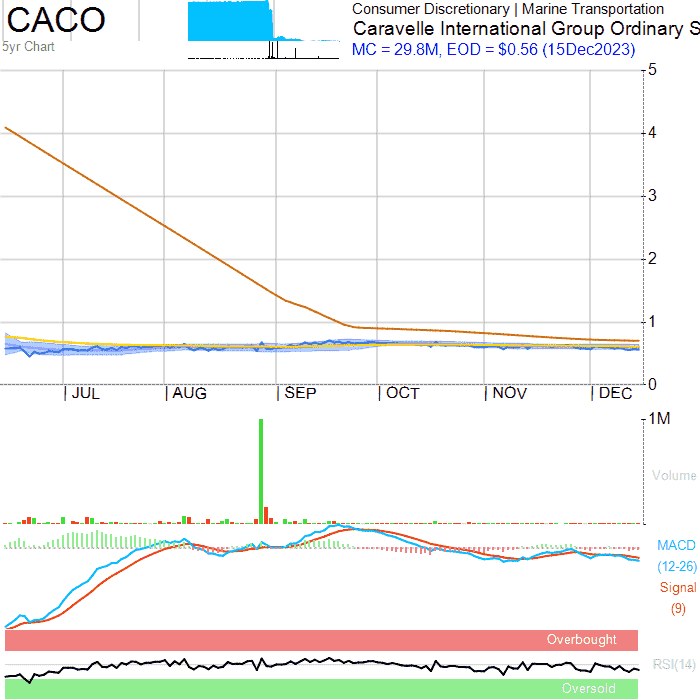 CACO
5yr Chart
Consumer Discretionary | Marine Transportation
Caravelle International Group Ordinary S
MC = 29.8M, EOD = $0.56 (15Dec2023)
5
4
3
2
1
0
| JUL | AUG | SEP | OCT | NOV | DEC
1M
Volume
MACD
(12-26)
Signal
(9)
Overbought
RSI(14)
Oversold